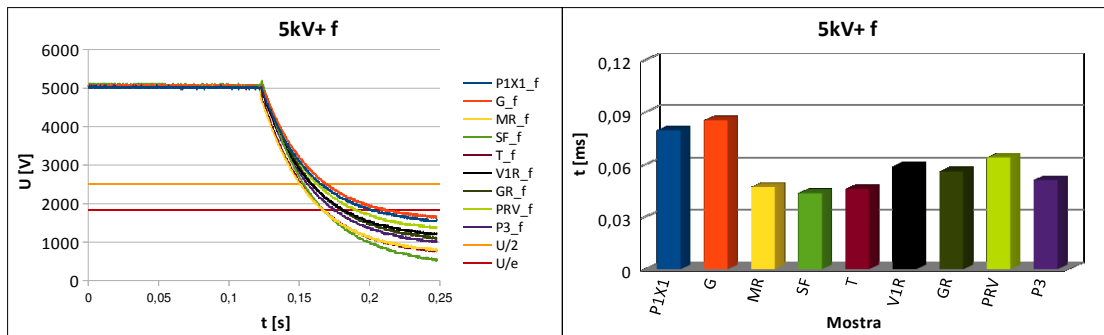 5kV+ f
U [V]
6000
5000
4000
3000
2000
1000
0
0
0,05
0,1
0,15
0,2
0,25
t [s]
P1X1_f
G_f
MR_f
SF_f
T_f
V1R_f
GR_f
PRV_f
P3_f
U/2
U/e
5kV+ f
t [ms]
0,12
0,09
0,06
0,03
0
P1X1
G
MR
SF
T
V1R
GR
PRV
P3
Mostra